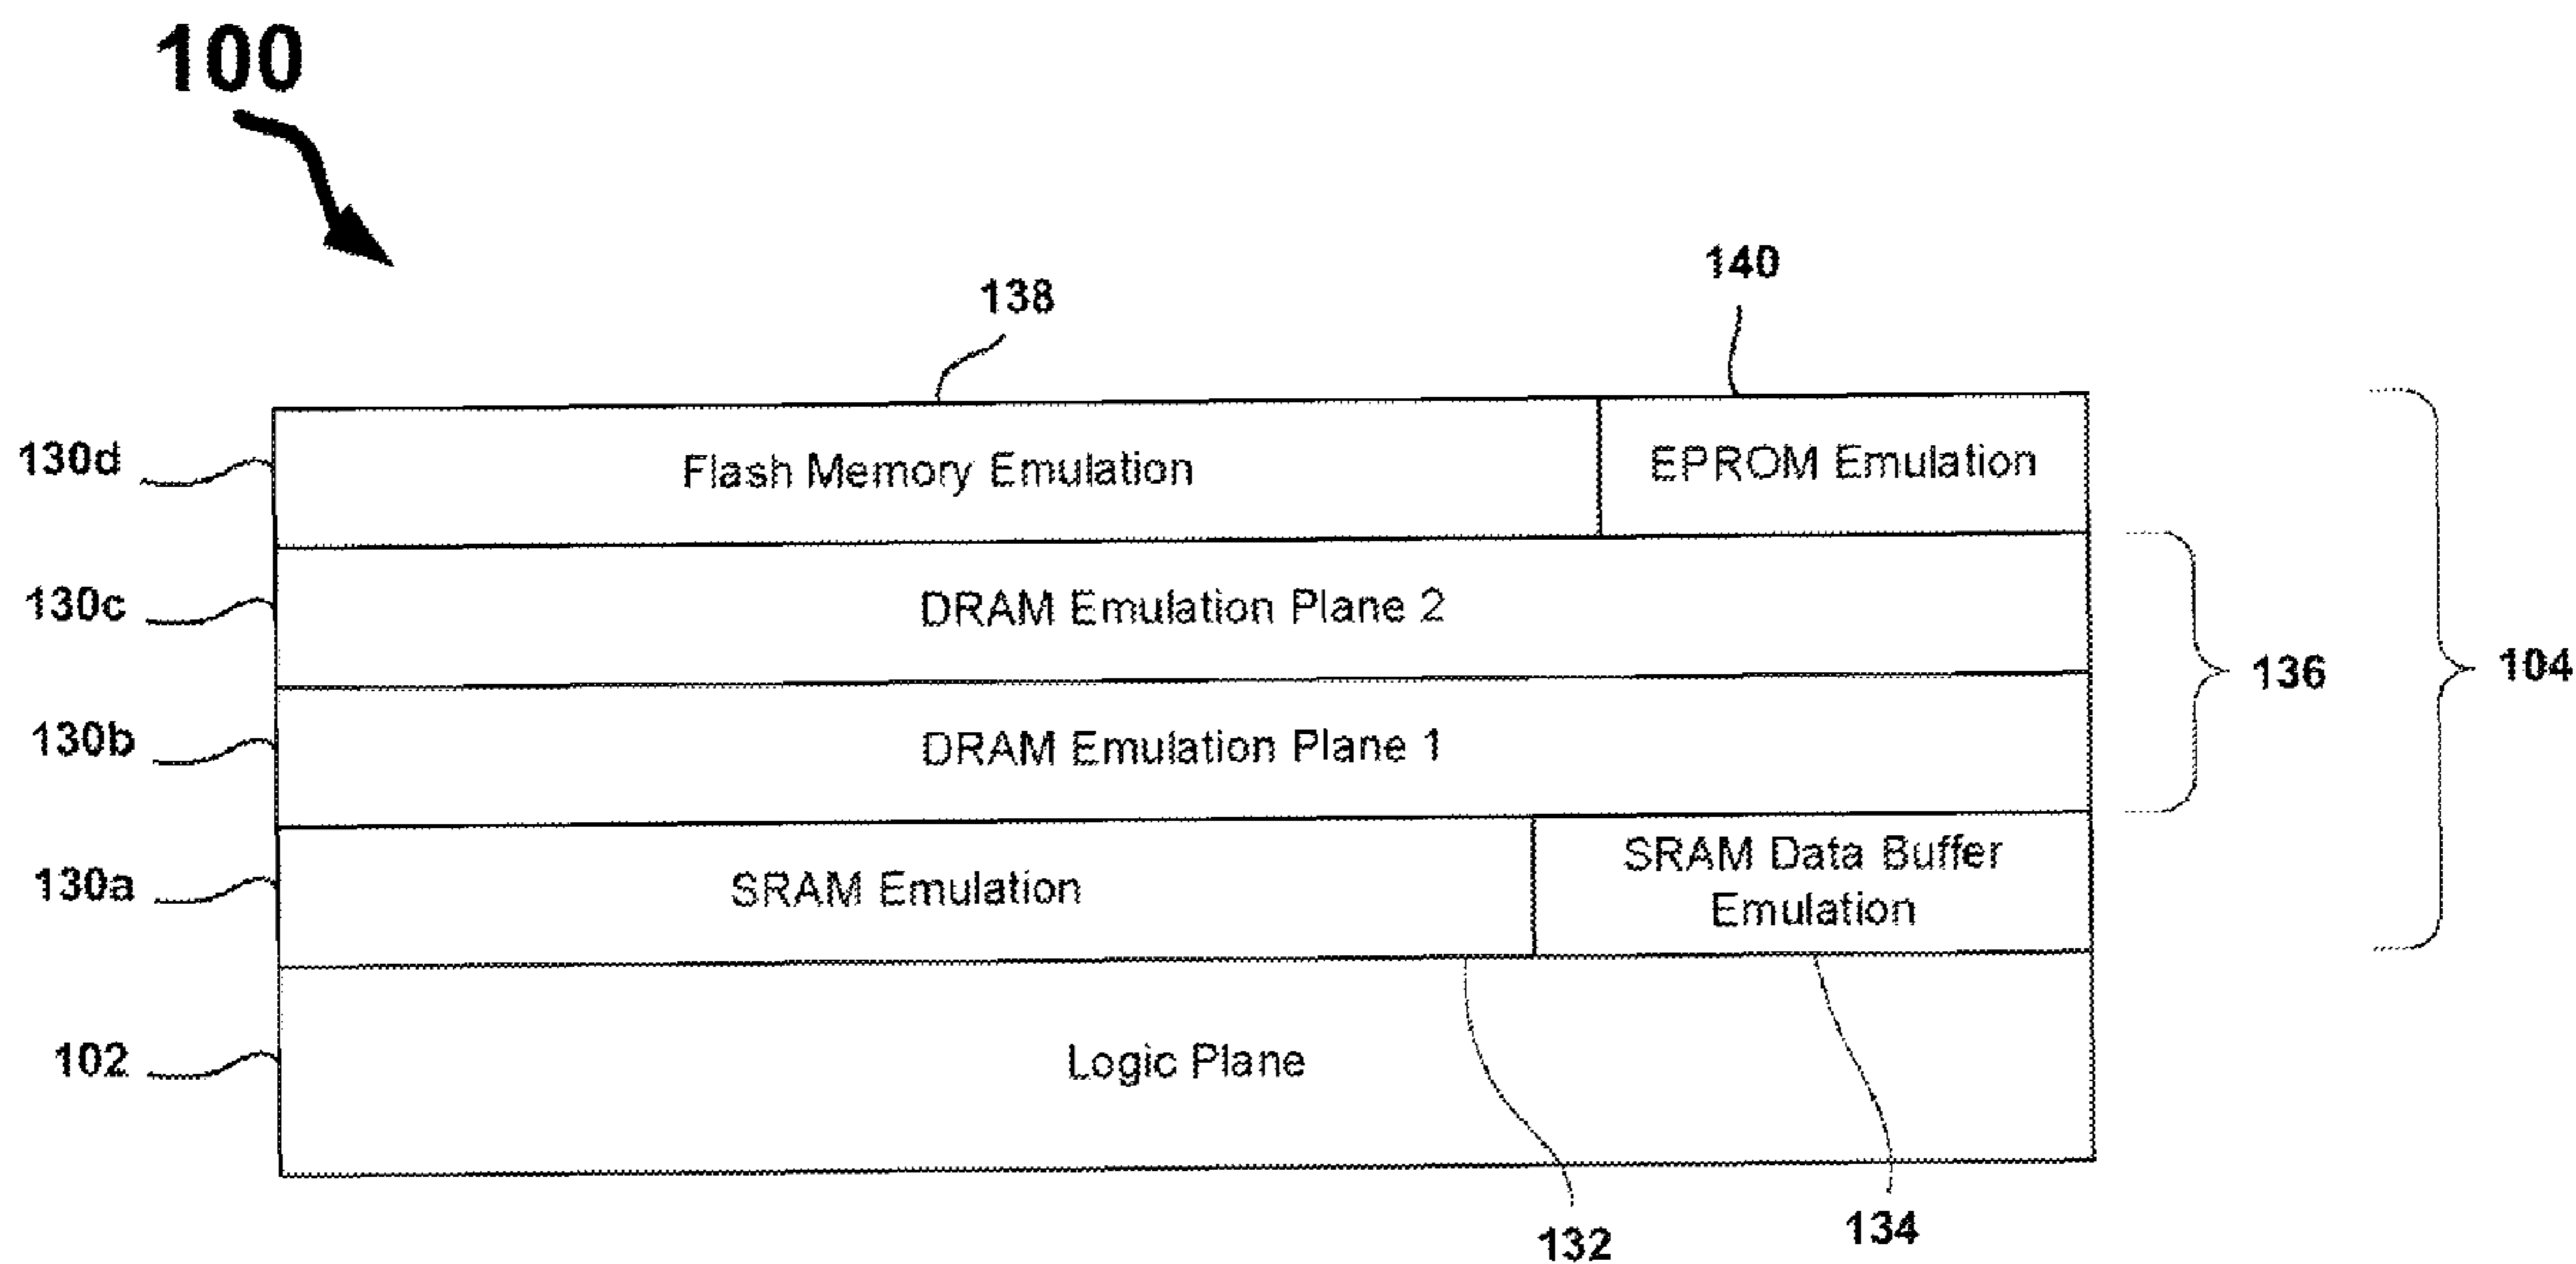 100
138
140
130d
Flash Memory Emulation
EPROM Emulation
130c
DRAM Emulation Plane 2
136
104
130b
DRAM Emulation Plane 1
130a
SRAM Emulation
SRAM Data Buffer
Emulation
102
Logic Plane
132
134